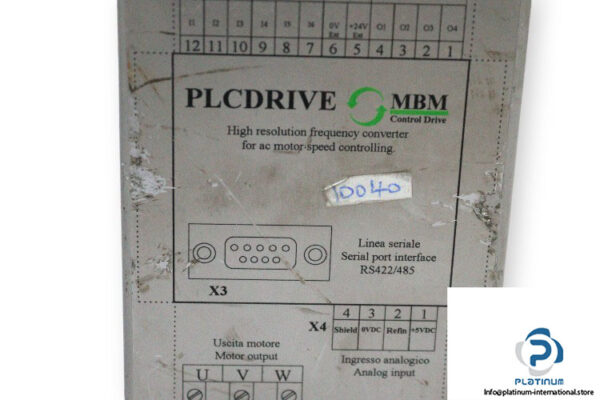 I1 I2 I3 I4 I5 I6 0V +24V O1 O2 O3 O4
Ext Ext
12 11 10 9 8 7 6 5 4 3 2 1
PLCDRIVE MBM
Control Drive
High resolution frequency converter
for ac motor-speed controlling.
10040
Linea seriale
Serial port interface
RS422/485
X3
X4
4 3 2 1
Shield 0VDC RefIn +5VDC
Uscita motore
Motor output
Ingresso analogico
Analog input
U V W
PLATINUM
Info@platinum-international.store